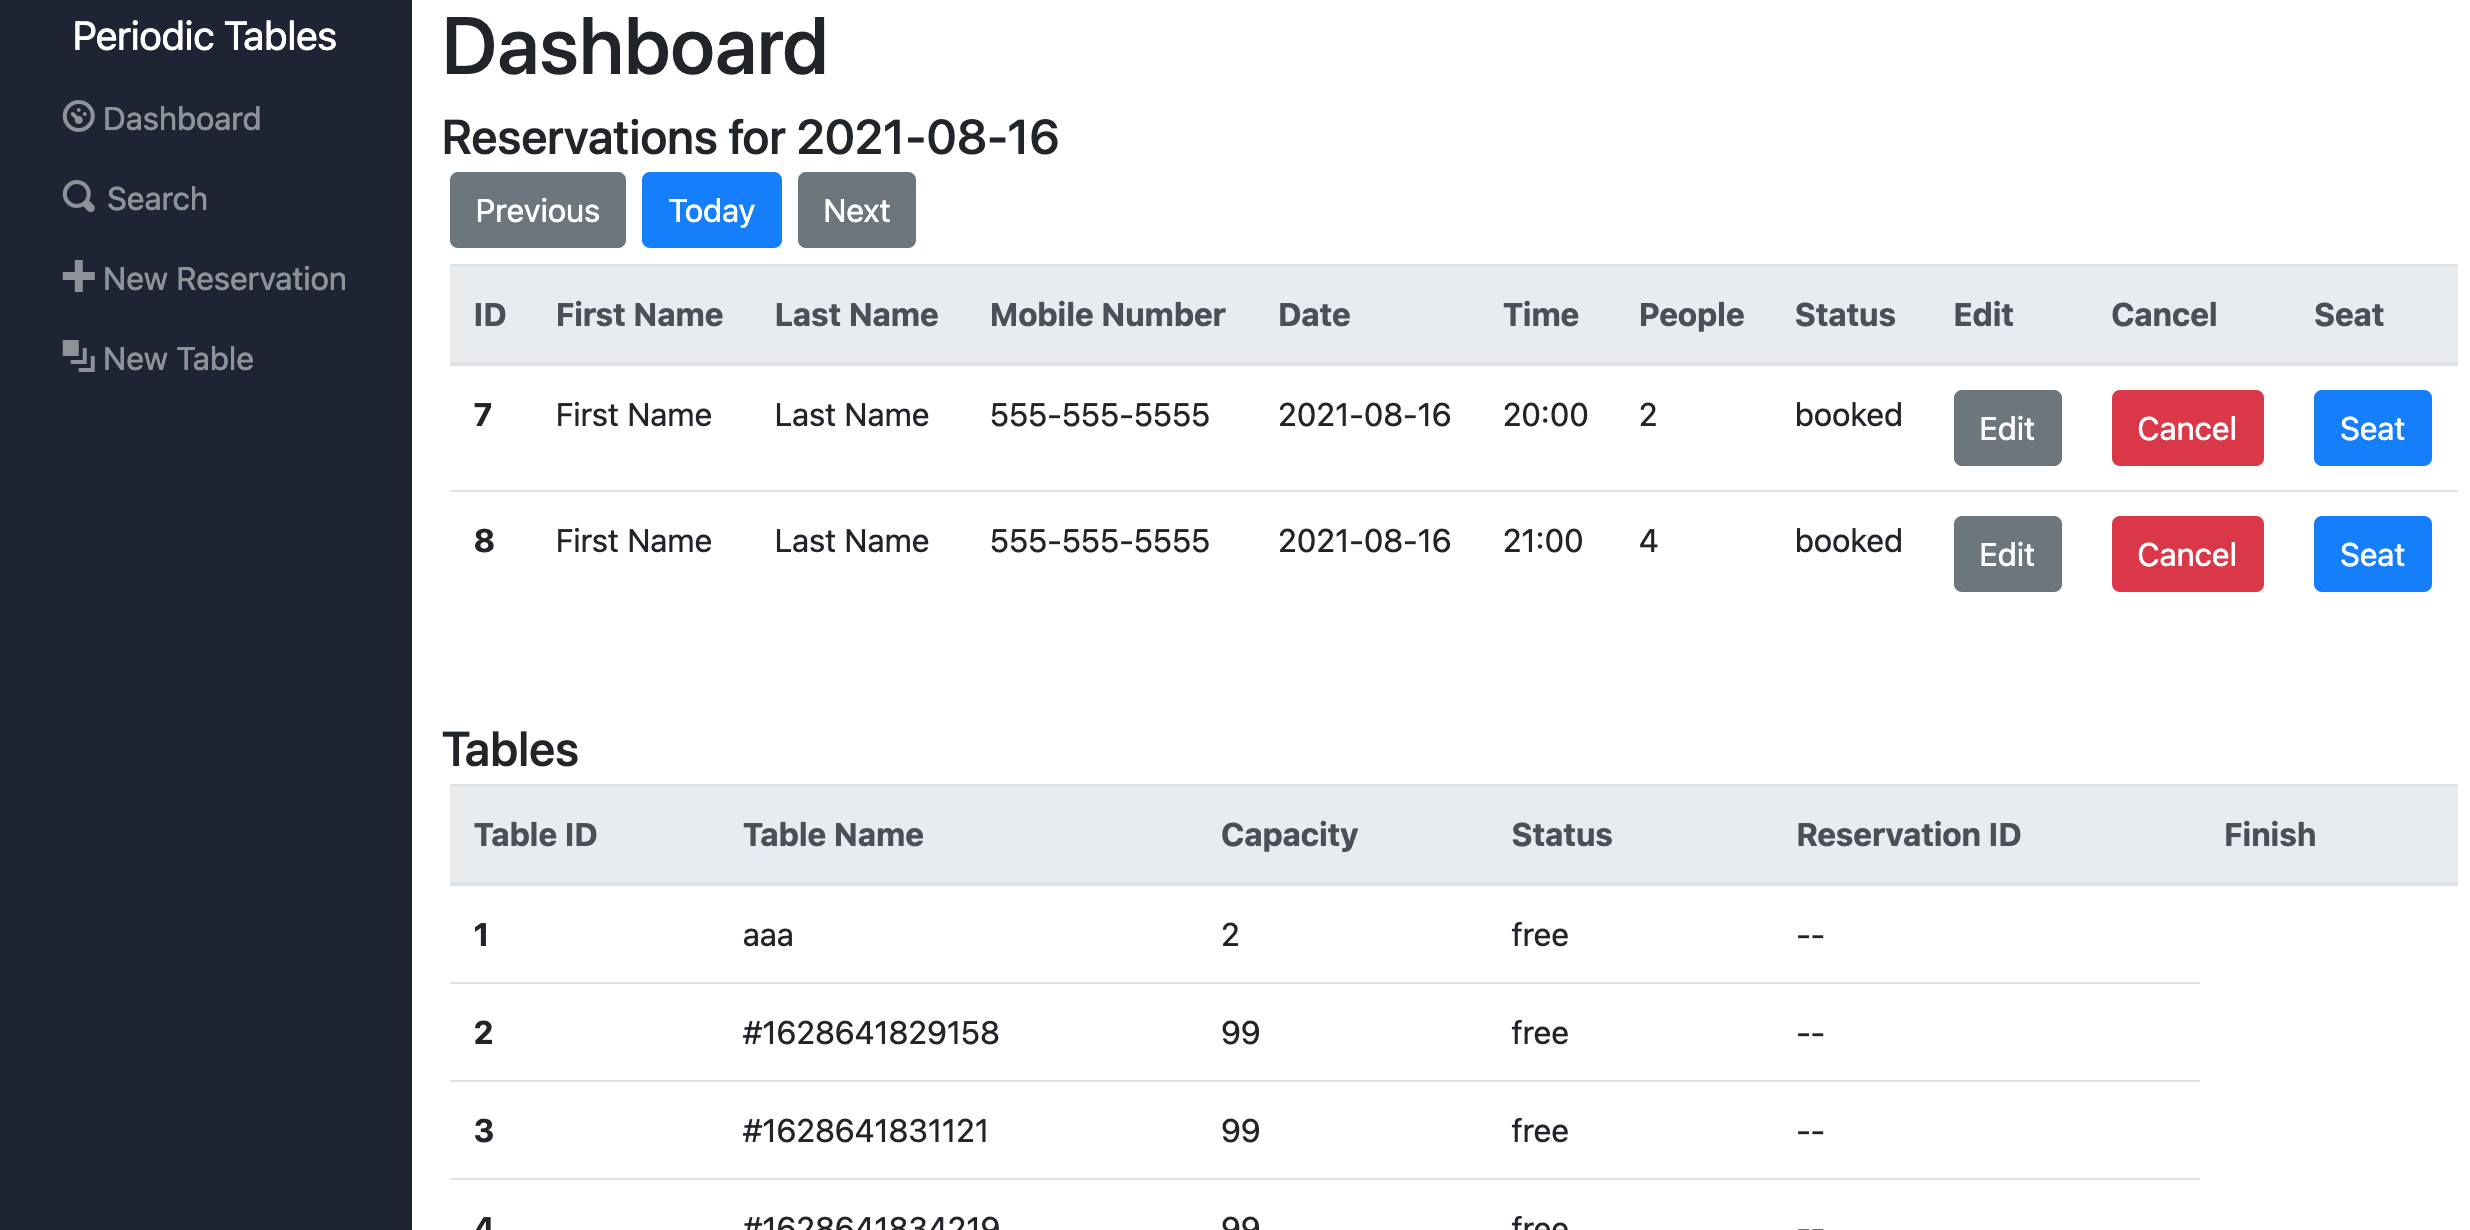 Periodic Tables
Dashboard
Search
New Reservation
New Table
Dashboard
Reservations for 2021-08-16
Previous Today Next
ID First Name Last Name Mobile Number Date Time People Status Edit Cancel Seat
7 First Name Last Name 555-555-5555 2021-08-16 20:00 2 booked Edit Cancel Seat
8 First Name Last Name 555-555-5555 2021-08-16 21:00 4 booked Edit Cancel Seat
Tables
Table ID Table Name Capacity Status Reservation ID Finish
1 aaa 2 free --
2 #1628641829158 99 free --
3 #1628641831121 99 free --
4 #1628641834219 99 free --